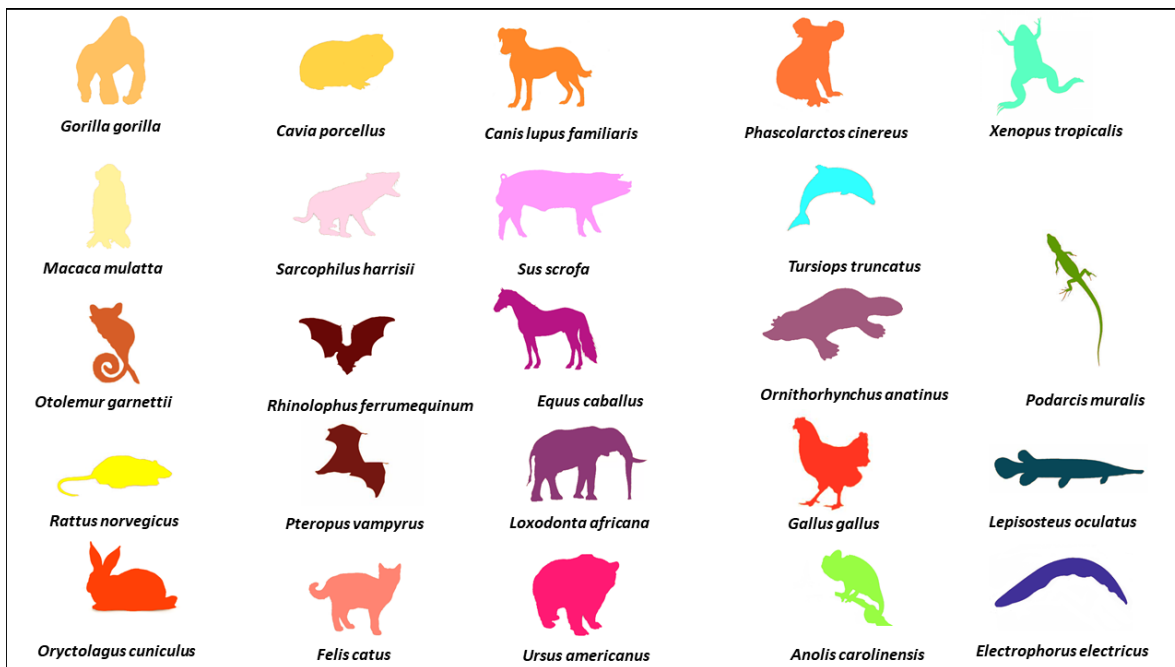 Gorilla gorilla
Cavia porcellus
Canis lupus familiaris
Phascolarctos cinereus
Xenopus tropicalis
Macaca mulatta
Sarcophilus harrisii
Sus scrofa
Tursiops truncatus
Otolemur garnettii
Rhinolophus ferrumequinum
Equus caballus
Ornithorhynchus anatinus
Podarcis muralis
Rattus norvegicus
Pteropus vampyrus
Loxodonta africana
Gallus gallus
Lepisosteus oculatus
Oryctolagus cuniculus
Felis catus
Ursus americanus
Anolis carolinensis
Electrophorus electricus